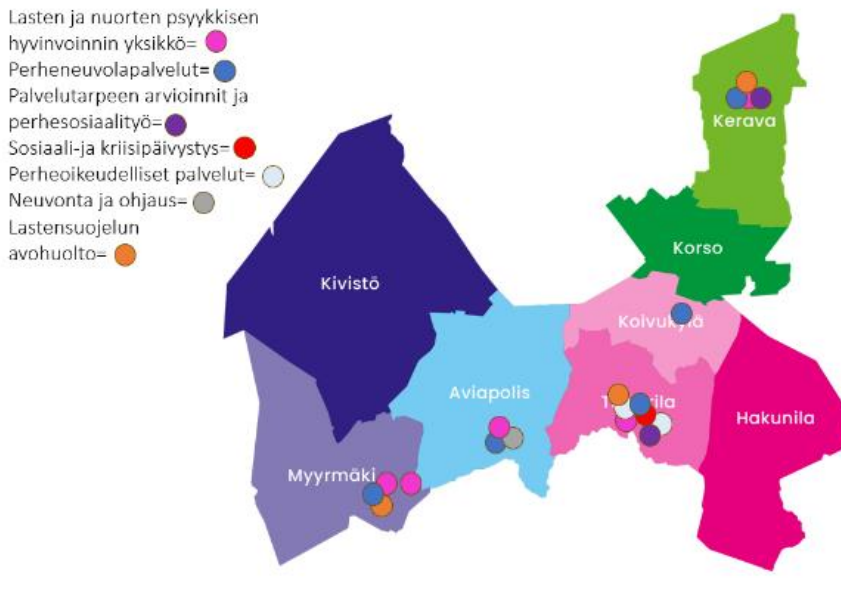 Lasten ja nuorten psyykkisen
hyvinvoinnin yksikkö=
Perheneuvolapalvelut=
Palvelutarpeen arvioinnit ja
perhesosiaalityö=
Sosiaali-ja kriisipäivystys=
Perheoikeudelliset palvelut=
Neuvonta ja ohjaus=
Lastensuojelun
avohuolto=
Kerava
Korso
Kivistö
Koivukylä
Aviapolis
Hakunila
Myyrmäki